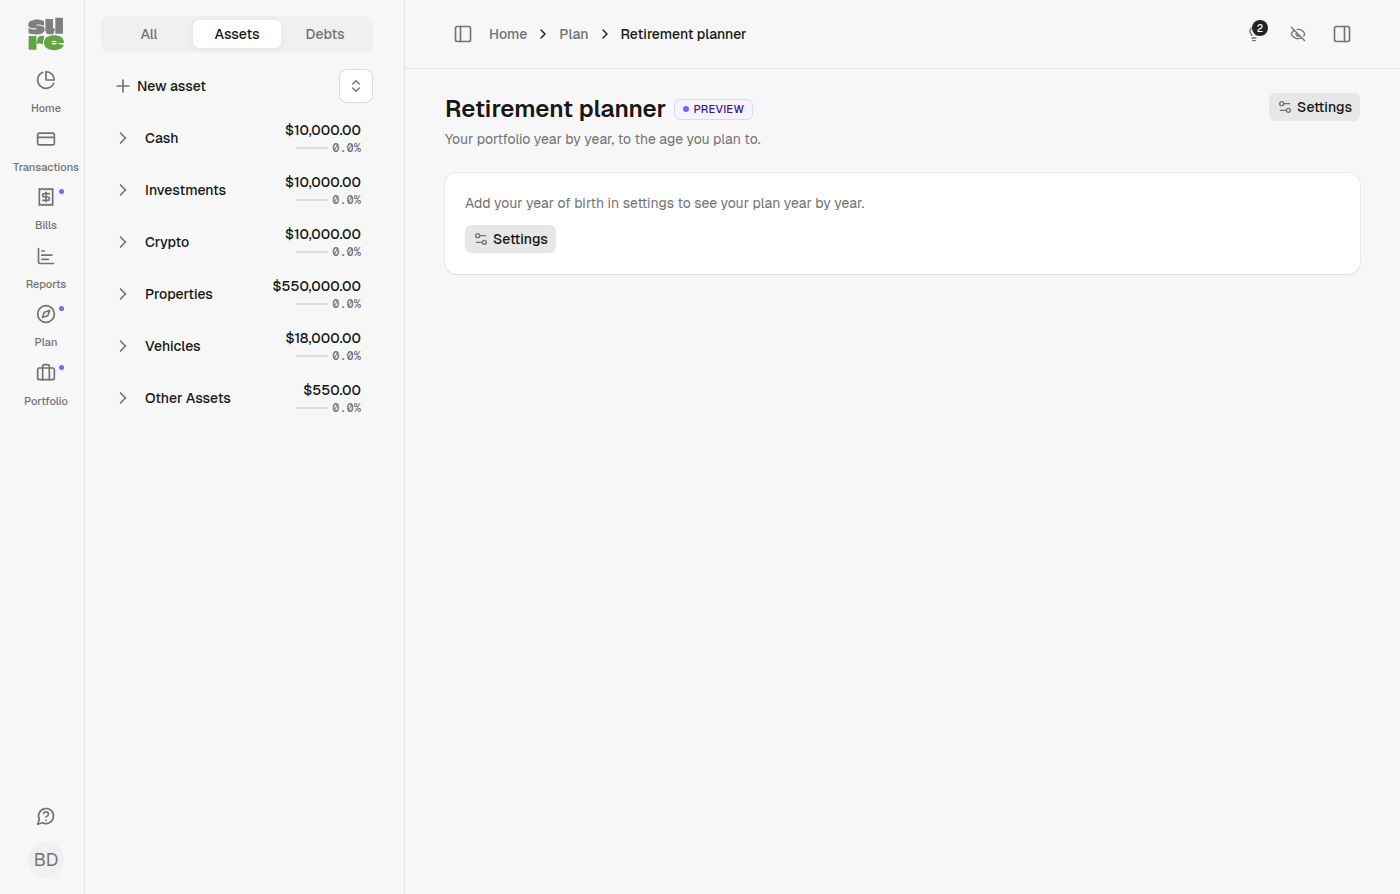 sure
Home
Transactions
Bills
Reports
Plan
Portfolio
BD
All Assets Debts
New asset
Cash $10,000.00
0.0%
Investments $10,000.00
0.0%
Crypto $10,000.00
0.0%
Properties $550,000.00
0.0%
Vehicles $18,000.00
0.0%
Other Assets $550.00
0.0%
Home Plan Retirement planner
2
Retirement planner PREVIEW
Settings
Your portfolio year by year, to the age you plan to.
Add your year of birth in settings to see your plan year by year.
Settings